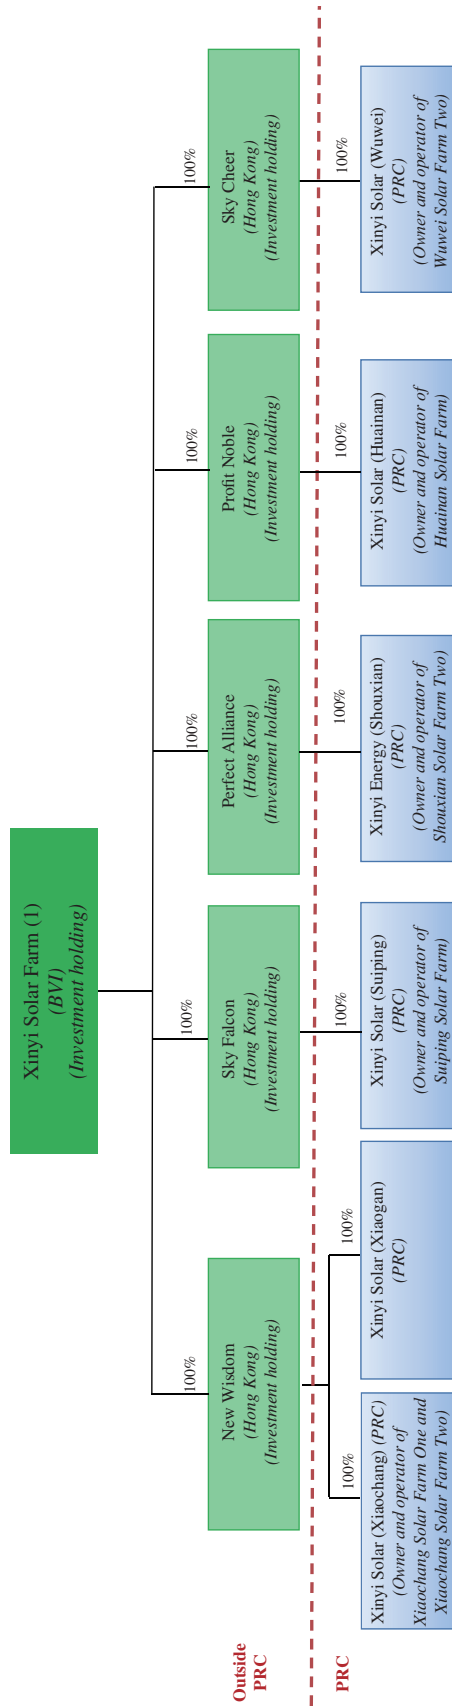 Xinyi Solar Farm (1)
(BVI)
(Investment holding)
100%
100%
100%
100%
100%
New Wisdom
(Hong Kong)
(Investment holding)
Sky Falcon
(Hong Kong)
(Investment holding)
Perfect Alliance
(Hong Kong)
(Investment holding)
Profit Noble
(Hong Kong)
(Investment holding)
Sky Cheer
(Hong Kong)
(Investment holding)
Outside
PRC
PRC
100%
100%
100%
100%
100%
100%
Xinyi Solar (Xiaochang) (PRC)
(Owner and operator of
Xiaochang Solar Farm One and
Xiaochang Solar Farm Two)
Xinyi Solar (Xiaogan)
(PRC)
Xinyi Solar (Suiping)
(PRC)
(Owner and operator of
Suiping Solar Farm)
Xinyi Energy (Shouxian)
(PRC)
(Owner and operator of
Shouxian Solar Farm Two)
Xinyi Solar (Huainan)
(PRC)
(Owner and operator of
Huainan Solar Farm)
Xinyi Solar (Wuwei)
(PRC)
(Owner and operator of
Wuwei Solar Farm Two)